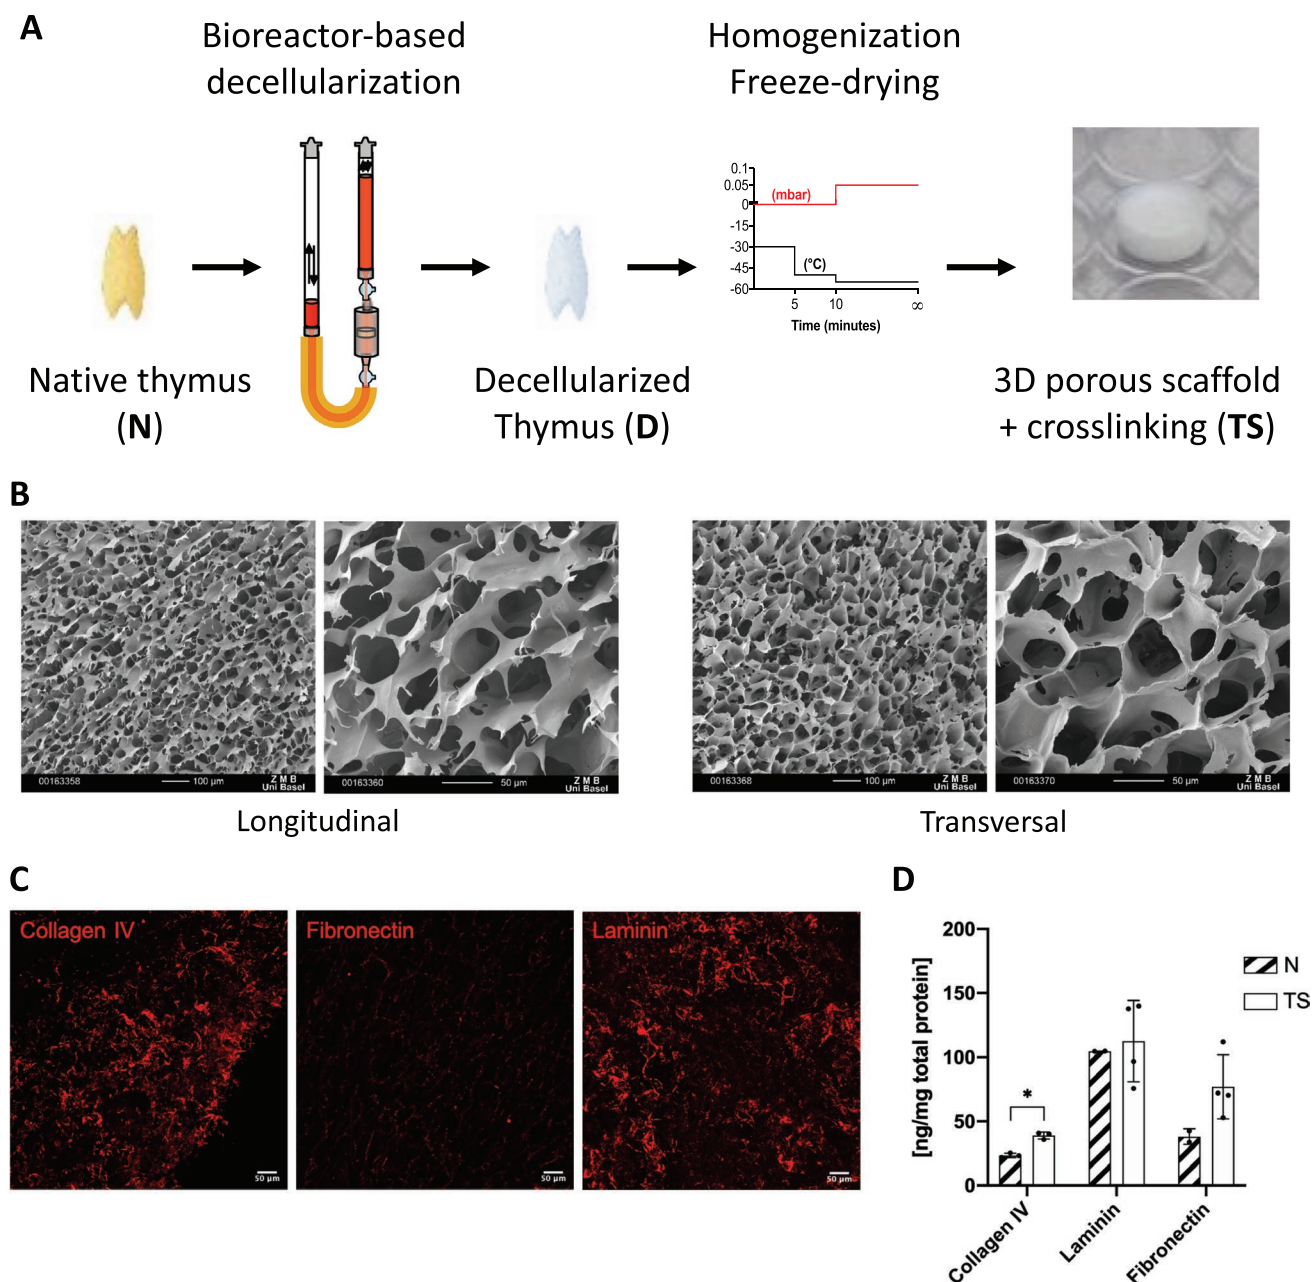 A
Bioreactor-based
decellularization
Homogenization
Freeze-drying
0.1
0.05
0
-15
-30
-45
-60
(mbar)
(°C)
5 10 ∞
Time (minutes)
Native thymus
(N)
Decellularized
Thymus (D)
3D porous scaffold
+ crosslinking (TS)
B
00163358 100 µm Z M B
Uni Basel
00163360 50 µm Z M B
Uni Basel
00163368 100 µm Z M B
Uni Basel
00163370 50 µm Z M B
Uni Basel
Longitudinal
Transversal
C
Collagen IV
50 µm
Fibronectin
50 µm
Laminin
50 µm
D
[ng/mg total protein]
200
150
100
50
0
*
N
TS
Collagen IV
Laminin
Fibronectin